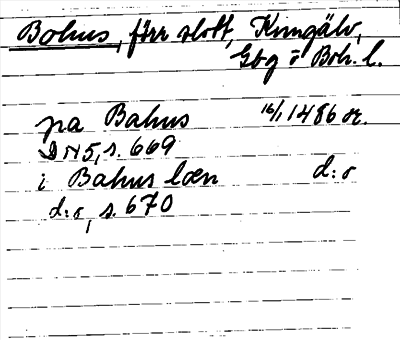 Bohus, förr slott, Kungälv,
Gbg o Boh. l.
pa Bahus 16/1 1486 or.
DN 5, s. 669
i Bahus læn d:o
d:o, s. 670